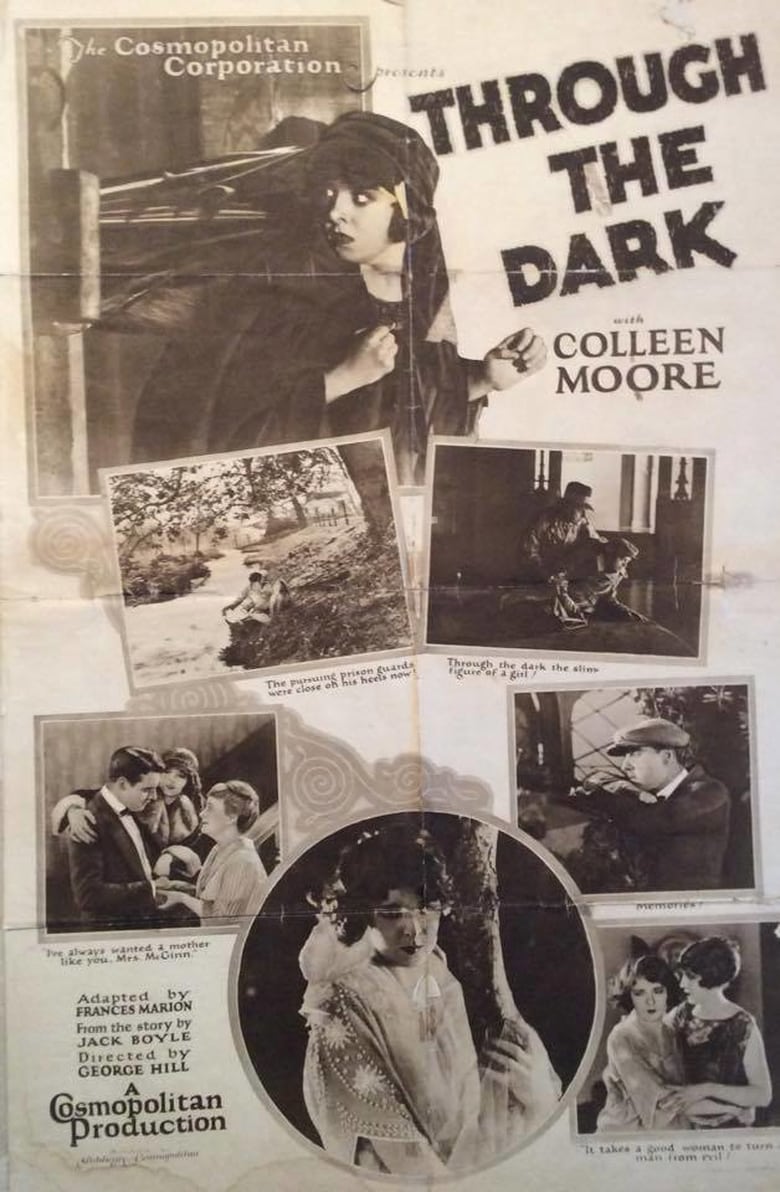 The Cosmopolitan
Corporation presents
THROUGH
THE
DARK
with
COLLEEN
MOORE
The pursuing prison guards
were close on his heels now!
Through the dark the slim
figure of a girl!
"I've always wanted a mother
like you, Mrs. McGinn."
Memories!
Adapted by
FRANCES MARION
From the story by
JACK BOYLE
Directed by
GEORGE HILL
A
Cosmopolitan
Production
Goldwyn-Cosmopolitan
"It takes a good woman to turn
man from evil!